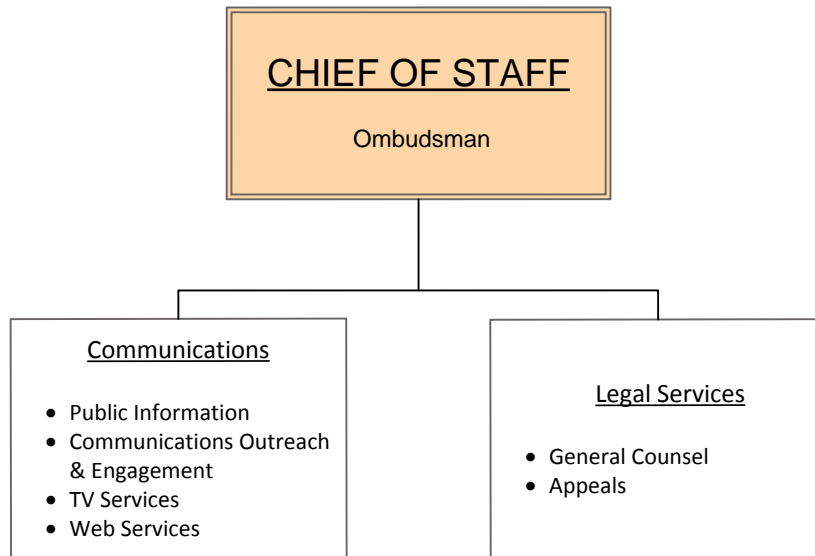 CHIEF OF STAFF
Ombudsman
Communications
• Public Information
• Communications Outreach
& Engagement
• TV Services
• Web Services
Legal Services
• General Counsel
• Appeals